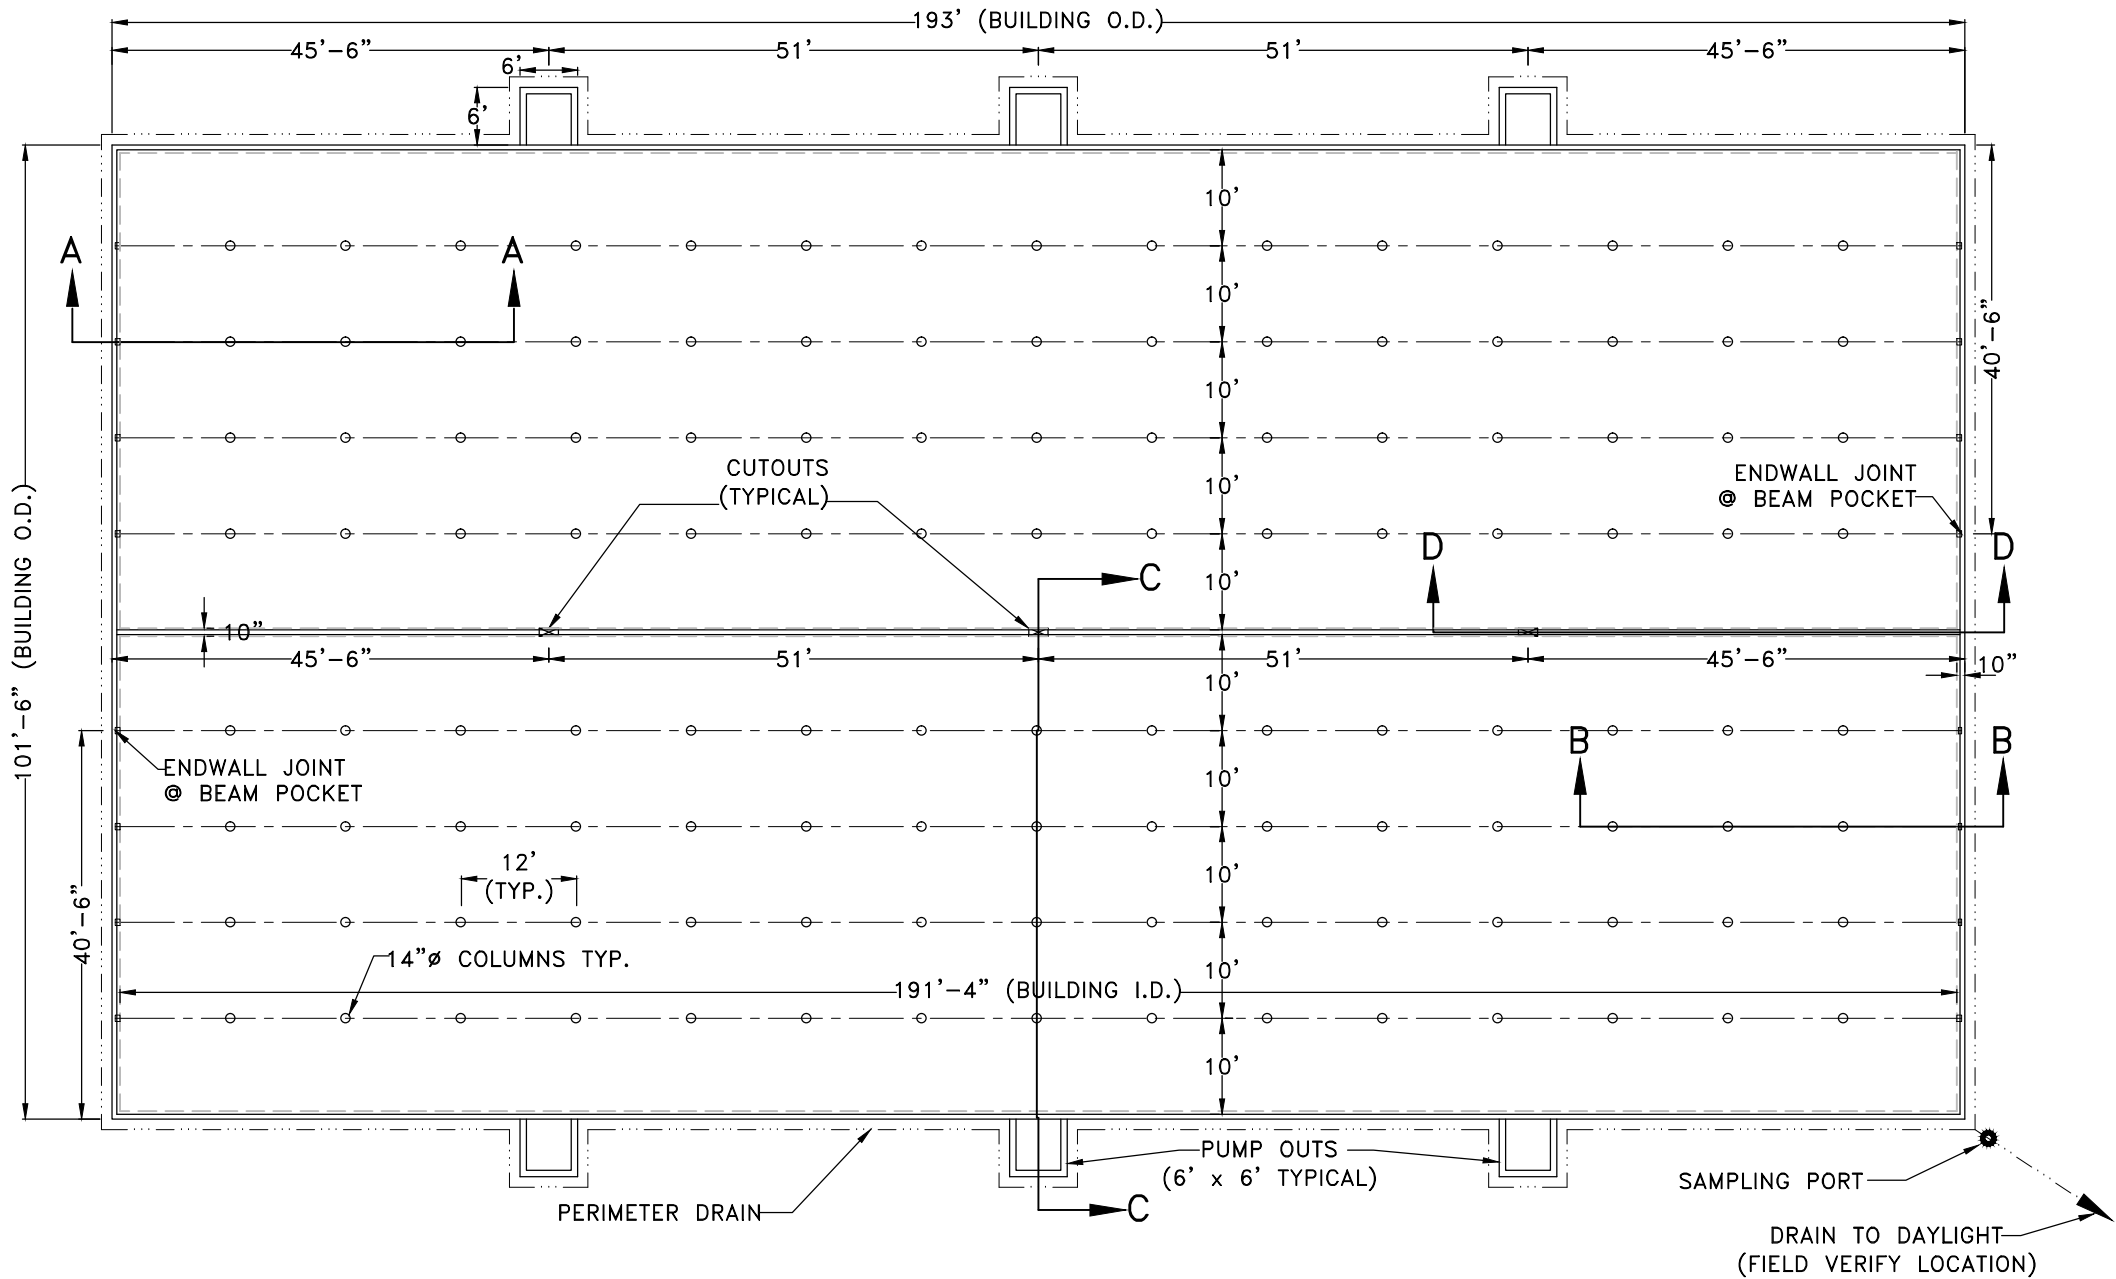 193' (BUILDING O.D.)
45'-6"
51'
51'
45'-6"
6'
6'
10'
A
A
10'
40'-6"
10'
CUTOUTS
(TYPICAL)
10'
ENDWALL JOINT
@ BEAM POCKET
101'-6" (BUILDING O.D.)
D
D
C
10'
10"
45'-6"
51'
51'
45'-6"
10"
10'
B
B
ENDWALL JOINT
@ BEAM POCKET
10'
12'
(TYP.)
10'
40'-6"
14"ø COLUMNS TYP.
10'
191'-4" (BUILDING I.D.)
10'
PUMP OUTS
(6' x 6' TYPICAL)
SAMPLING PORT
PERIMETER DRAIN
C
DRAIN TO DAYLIGHT
(FIELD VERIFY LOCATION)